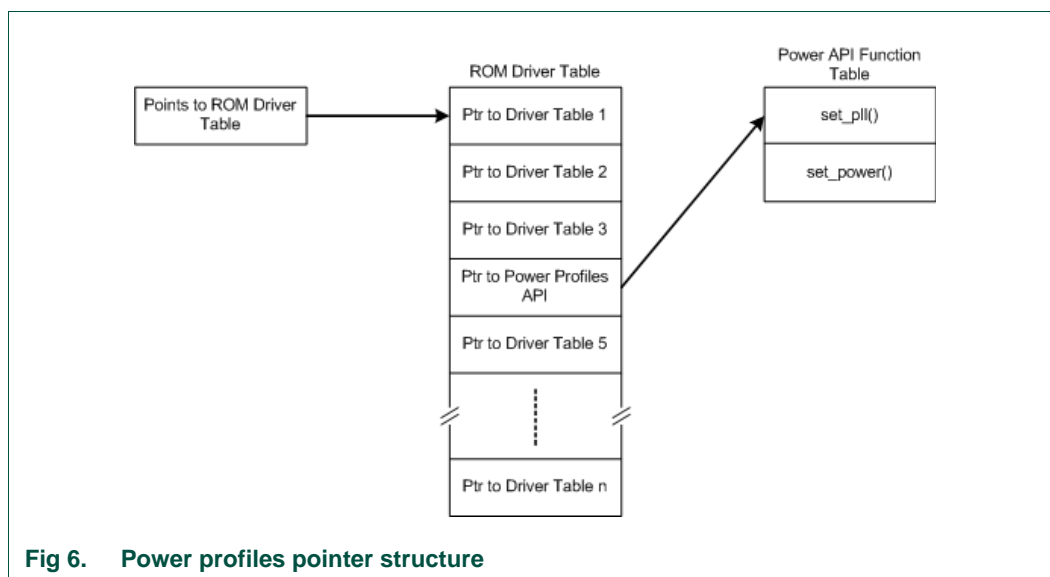 Power API Function
Table
ROM Driver Table
Points to ROM Driver
Table
Ptr to Driver Table 1
set_pll()
Ptr to Driver Table 2
set_power()
Ptr to Driver Table 3
Ptr to Power Profiles
API
Ptr to Driver Table 5
Ptr to Driver Table n
Fig 6. Power profiles pointer structure